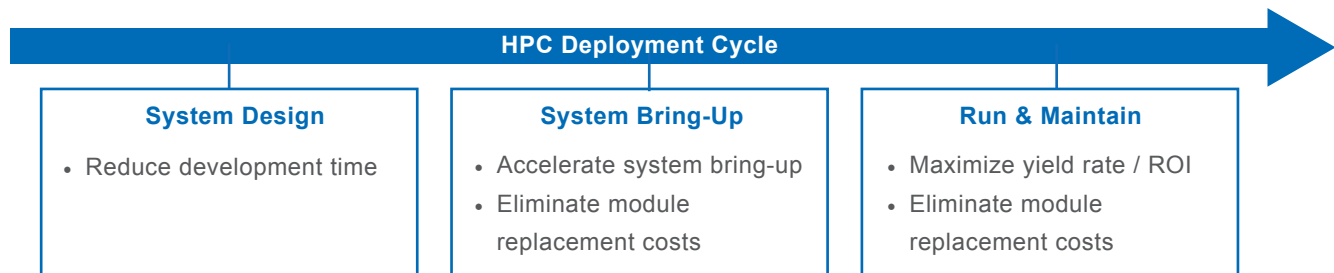 HPC Deployment Cycle
System Design
• Reduce development time
System Bring-Up
• Accelerate system bring-up
• Eliminate module
replacement costs
Run & Maintain
• Maximize yield rate / ROI
• Eliminate module
replacement costs